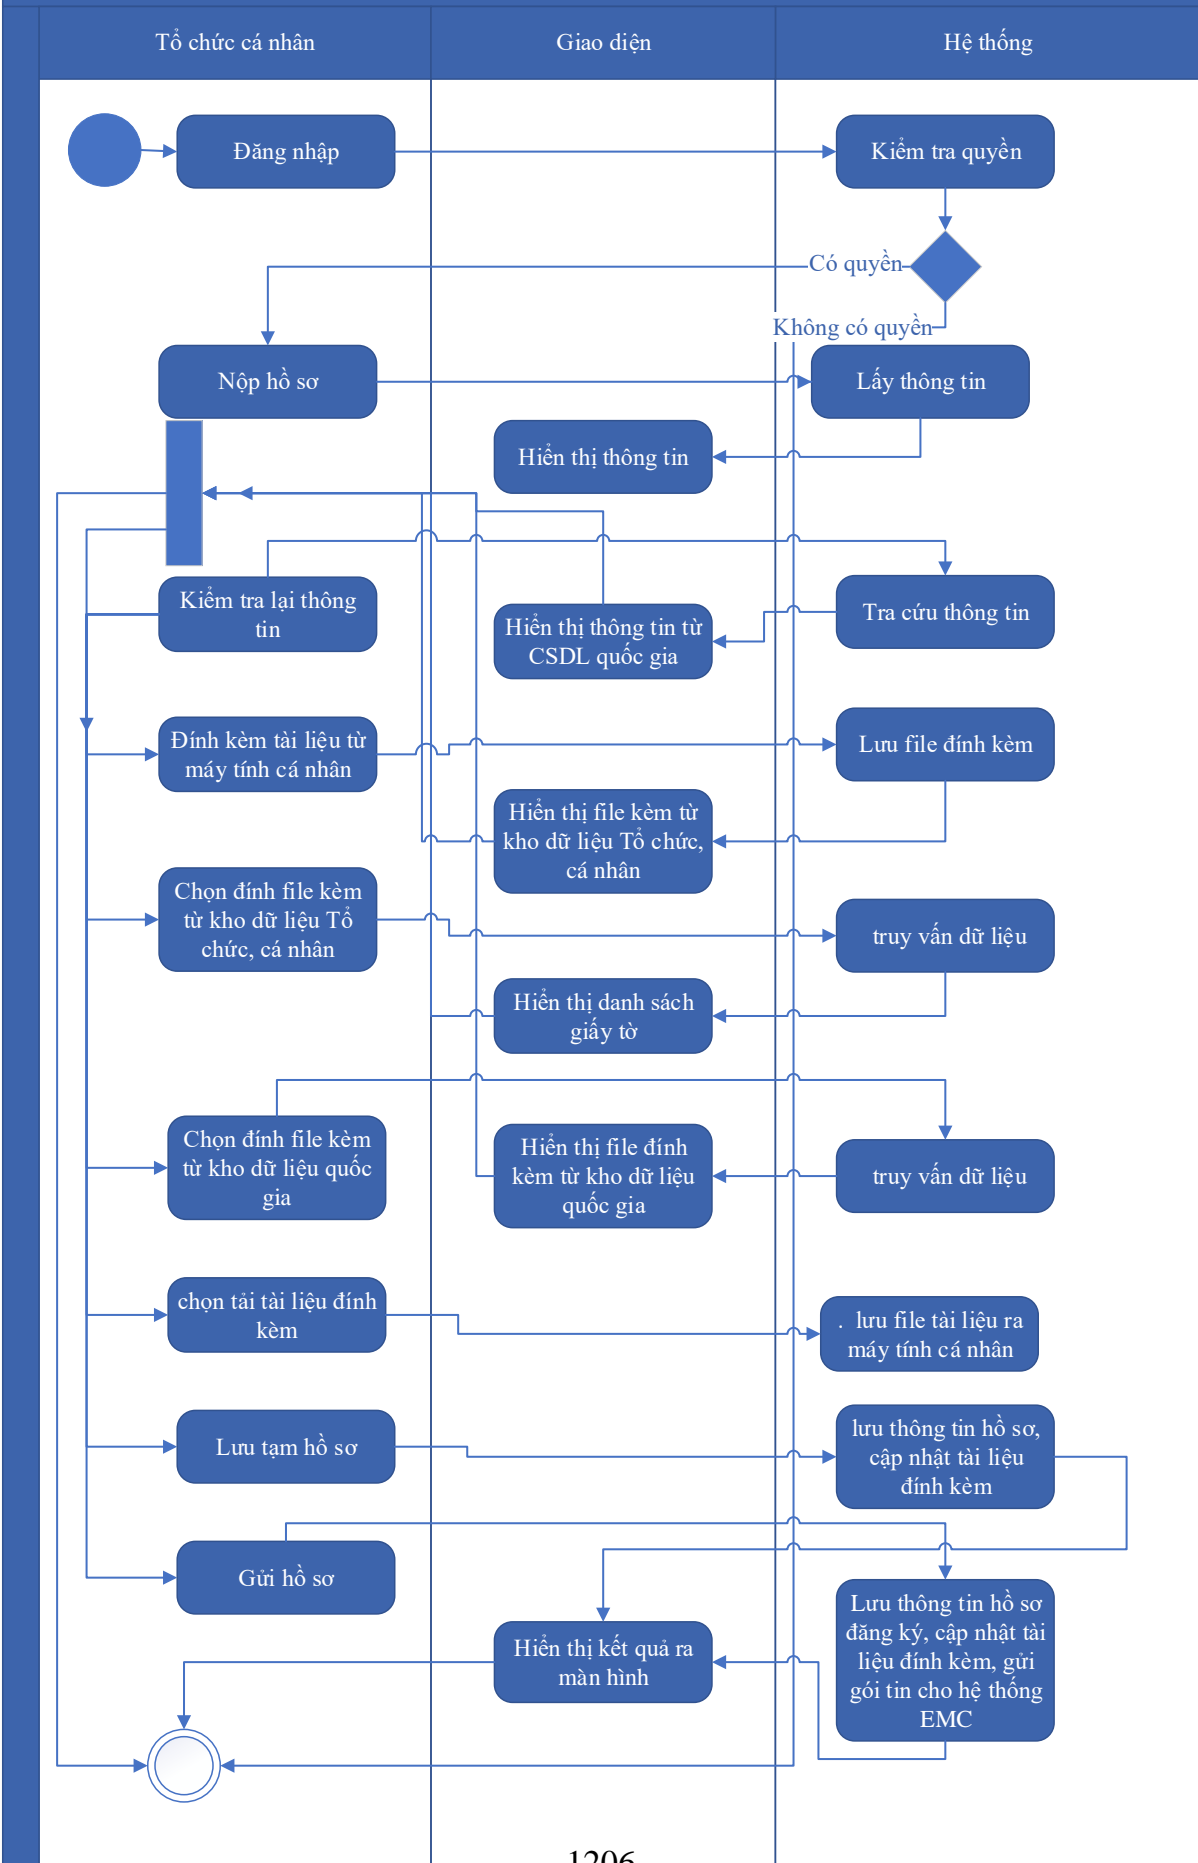 Tổ chức cá nhân
Giao diện
Hệ thống
Đăng nhập
Kiểm tra quyền
Có quyền
Không có quyền
Nộp hồ sơ
Lấy thông tin
Hiển thị thông tin
Kiểm tra lại thông
tin
Tra cứu thông tin
Hiển thị thông tin từ
CSDL quốc gia
Đính kèm tài liệu từ
máy tính cá nhân
Lưu file đính kèm
Hiển thị file kèm từ
kho dữ liệu Tổ chức,
cá nhân
Chọn đính file kèm
từ kho dữ liệu Tổ
chức, cá nhân
truy vấn dữ liệu
Hiển thị danh sách
giấy tờ
Chọn đính file kèm
từ kho dữ liệu quốc
gia
Hiển thị file đính
kèm từ kho dữ liệu
quốc gia
truy vấn dữ liệu
chọn tải tài liệu đính
kèm
. lưu file tài liệu ra
máy tính cá nhân
Lưu tạm hồ sơ
lưu thông tin hồ sơ,
cập nhật tài liệu
đính kèm
Gửi hồ sơ
Lưu thông tin hồ sơ
đăng ký, cập nhật tài
liệu đính kèm, gửi
gói tin cho hệ thống
EMC
Hiển thị kết quả ra
màn hình
1206